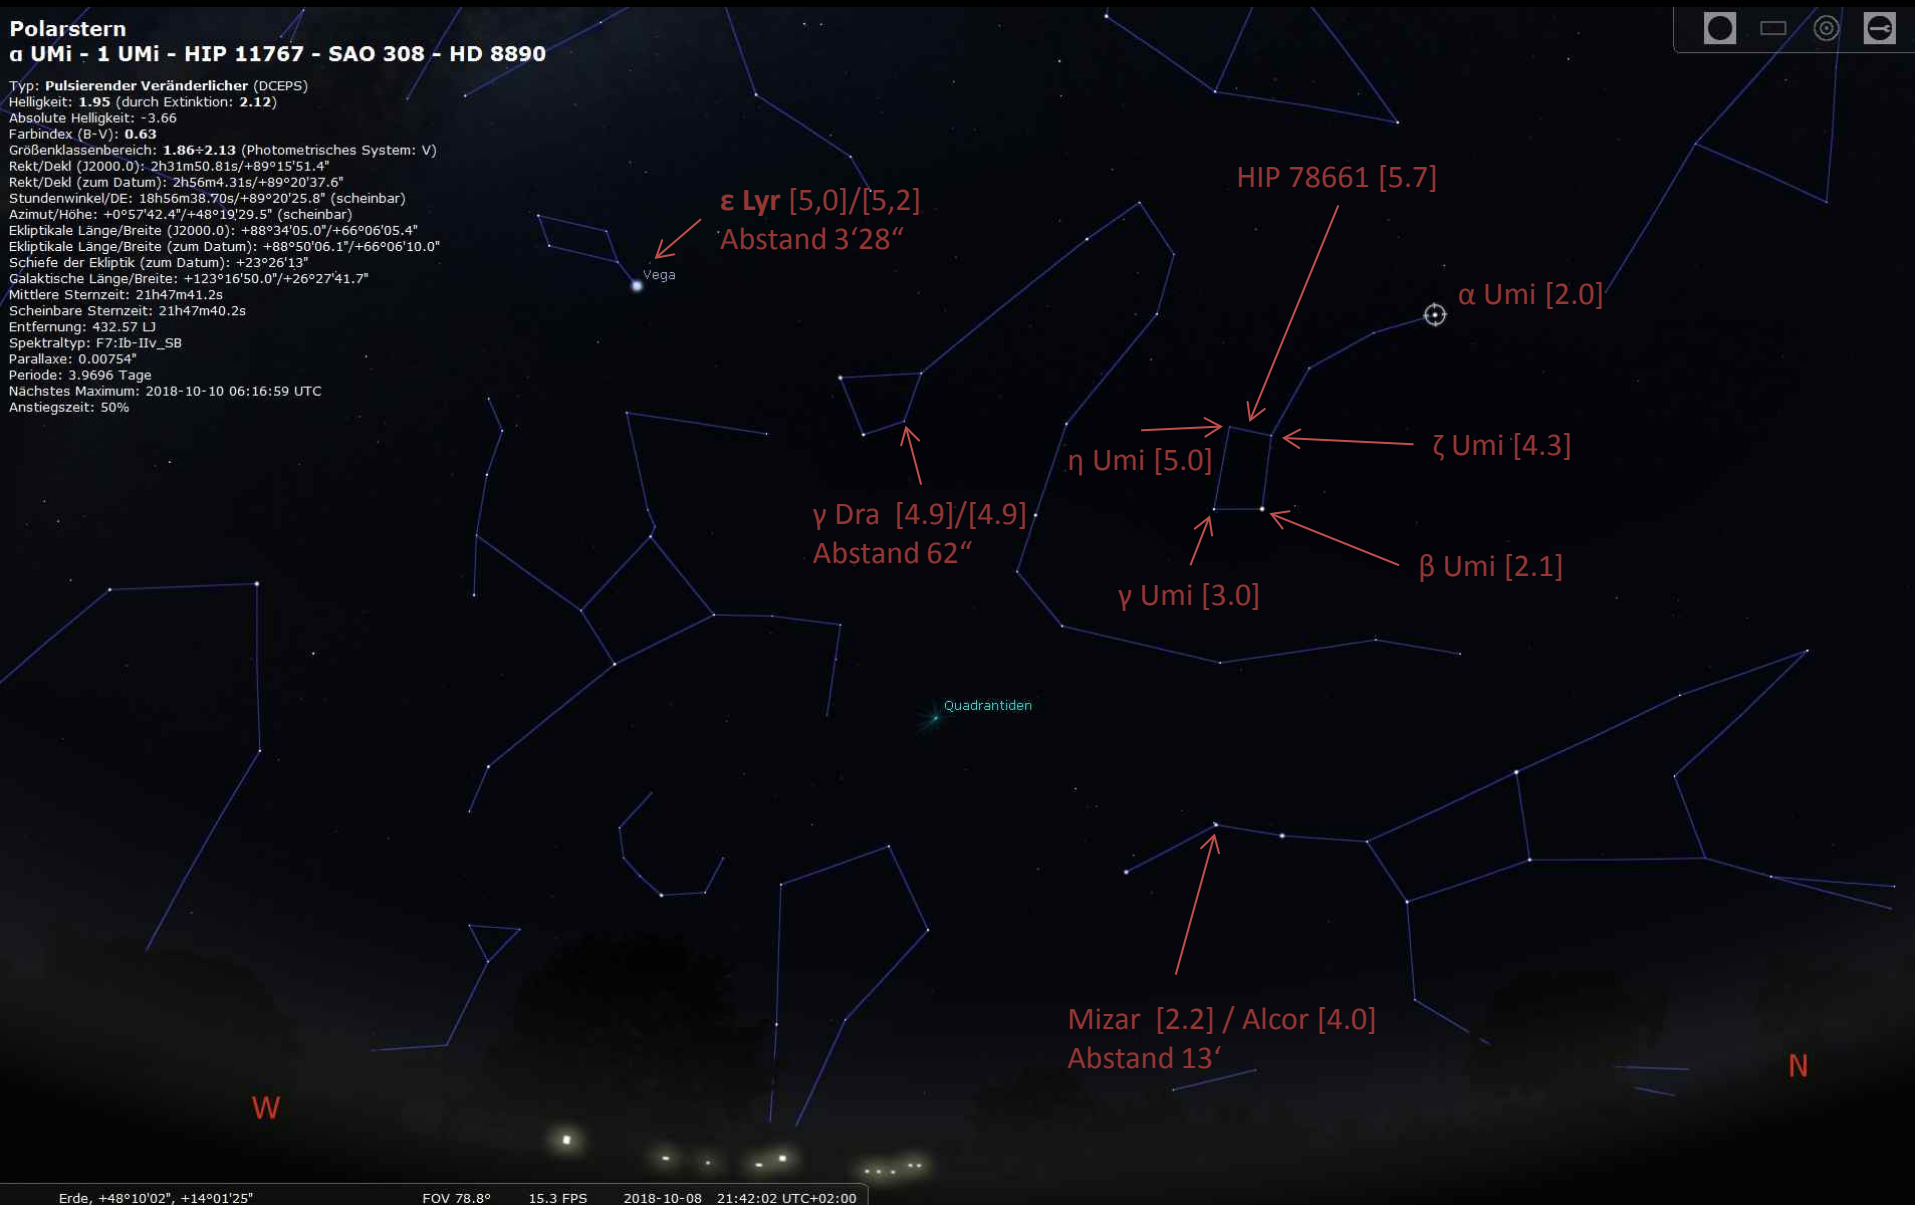 Polarstern
α UMi - 1 UMi - HIP 11767 - SAO 308 - HD 8890
Typ: Pulsierender Veränderlicher (DCEPS)
Helligkeit: 1.95 (durch Extinktion: 2.12)
Absolute Helligkeit: -3.66
Farbindex (B-V): 0.63
Größenklassenbereich: 1.86÷2.13 (Photometrisches System: V)
Rekt/Dekl (J2000.0): 2h31m50.81s/+89°15'51.4"
Rekt/Dekl (zum Datum): 2h56m4.31s/+89°20'37.6"
Stundenwinkel/DE: 18h56m38.70s/+89°20'25.8" (scheinbar)
Azimut/Höhe: +0°57'42.4"/+48°19'29.5" (scheinbar)
Ekliptikale Länge/Breite (J2000.0): +88°34'05.0"/+66°06'05.4"
Ekliptikale Länge/Breite (zum Datum): +88°50'06.1"/+66°06'10.0"
Schiefe der Ekliptik (zum Datum): +23°26'13"
Galaktische Länge/Breite: +123°16'50.0"/+26°27'41.7"
Mittlere Sternzeit: 21h47m41.2s
Scheinbare Sternzeit: 21h47m40.2s
Entfernung: 432.57 LJ
Spektraltyp: F7:Ib-IIv_SB
Parallaxe: 0.00754"
Periode: 3.9696 Tage
Nächstes Maximum: 2018-10-10 06:16:59 UTC
Anstiegszeit: 50%
HIP 78661 [5.7]
ε Lyr [5,0]/[5,2]
Abstand 3‘28“
Vega
α Umi [2.0]
η Umi [5.0]
ζ Umi [4.3]
γ Dra [4.9]/[4.9]
Abstand 62“
β Umi [2.1]
γ Umi [3.0]
Quadrantiden
Mizar [2.2] / Alcor [4.0]
Abstand 13‘
N
W
Erde, +48°10'02", +14°01'25" FOV 78.8° 15.3 FPS 2018-10-08 21:42:02 UTC+02:00